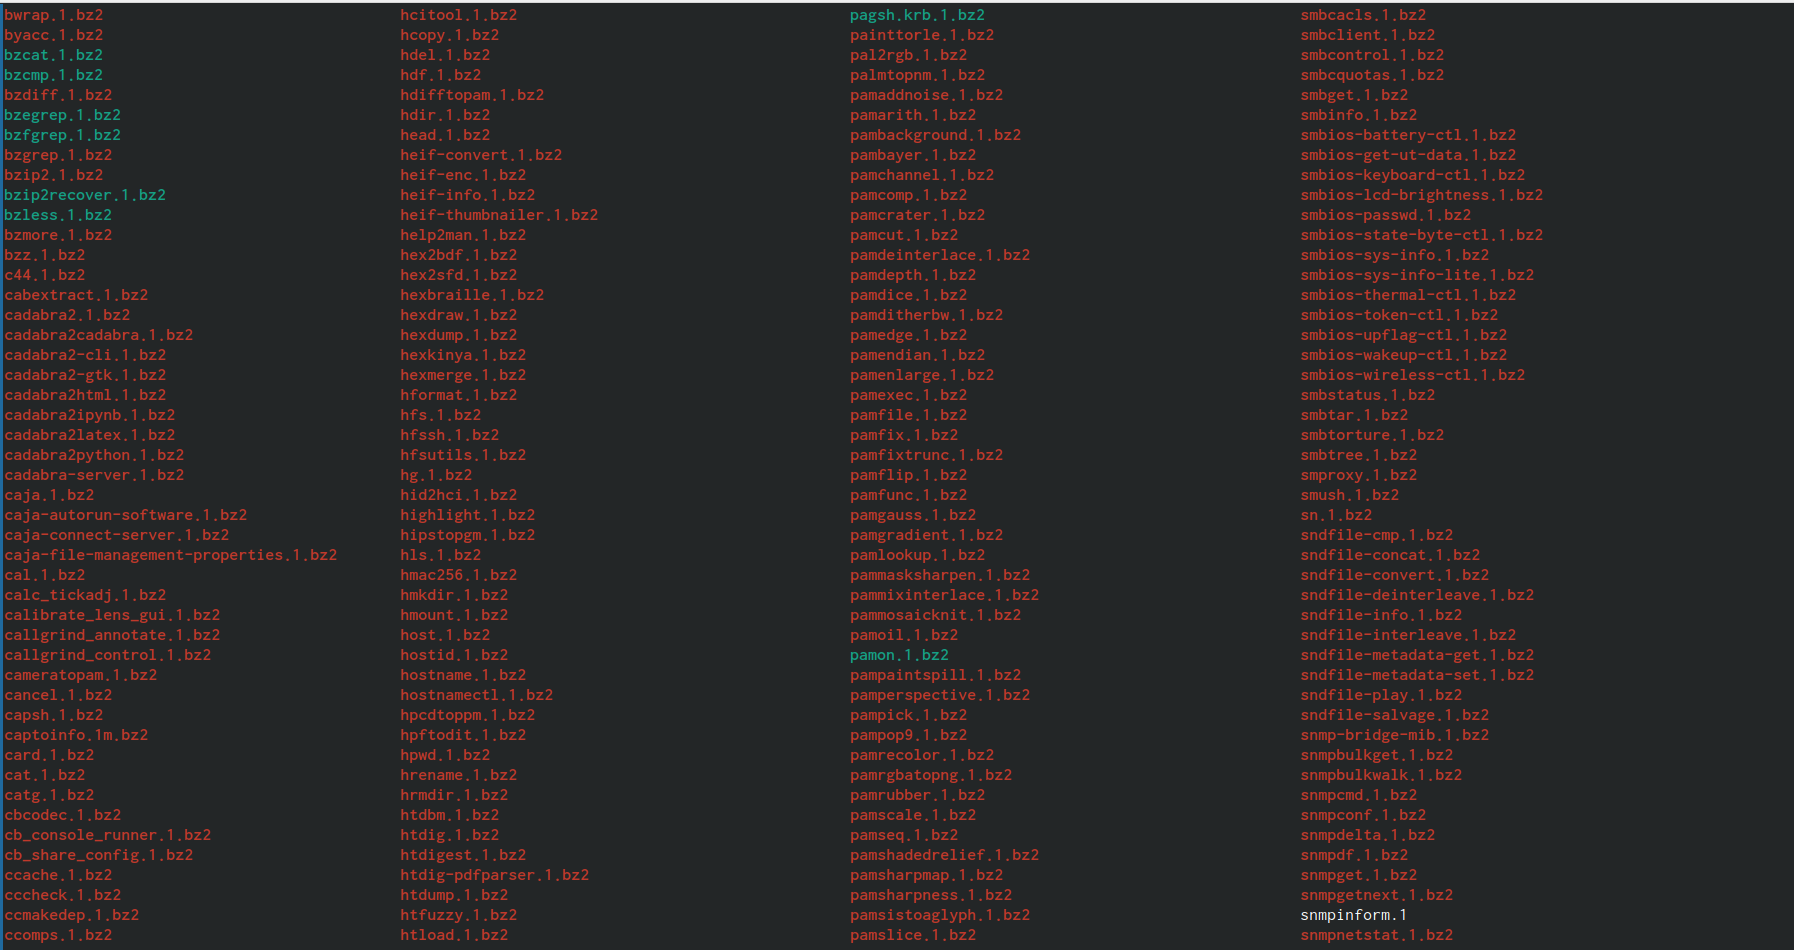 bwrap.1.bz2 hcitool.1.bz2 pagsh.krb.1.bz2 smbcacls.1.bz2
byacc.1.bz2 hcopy.1.bz2 painttorle.1.bz2 smbclient.1.bz2
bzcat.1.bz2 hdel.1.bz2 pal2rgb.1.bz2 smbcontrol.1.bz2
bzcmp.1.bz2 hdf.1.bz2 palmtopnm.1.bz2 smbcquotas.1.bz2
bzdiff.1.bz2 hdifftopam.1.bz2 pamaddnoise.1.bz2 smbget.1.bz2
bzegrep.1.bz2 hdir.1.bz2 pamarith.1.bz2 smbinfo.1.bz2
bzfgrep.1.bz2 head.1.bz2 pambackground.1.bz2 smbios-battery-ctl.1.bz2
bzgrep.1.bz2 heif-convert.1.bz2 pambayer.1.bz2 smbios-get-ut-data.1.bz2
bzip2.1.bz2 heif-enc.1.bz2 pamchannel.1.bz2 smbios-keyboard-ctl.1.bz2
bzip2recover.1.bz2 heif-info.1.bz2 pamcomp.1.bz2 smbios-lcd-brightness.1.bz2
bzless.1.bz2 heif-thumbnailer.1.bz2 pamcrater.1.bz2 smbios-passwd.1.bz2
bzmore.1.bz2 help2man.1.bz2 pamcut.1.bz2 smbios-state-byte-ctl.1.bz2
bzz.1.bz2 hex2bdf.1.bz2 pamdeinterlace.1.bz2 smbios-sys-info.1.bz2
c44.1.bz2 hex2sfd.1.bz2 pamdepth.1.bz2 smbios-sys-info-lite.1.bz2
cabextract.1.bz2 hexbraille.1.bz2 pamdice.1.bz2 smbios-thermal-ctl.1.bz2
cadabra2.1.bz2 hexdraw.1.bz2 pamditherbw.1.bz2 smbios-token-ctl.1.bz2
cadabra2cadabra.1.bz2 hexdump.1.bz2 pamedge.1.bz2 smbios-upflag-ctl.1.bz2
cadabra2-cli.1.bz2 hexkinya.1.bz2 pamendian.1.bz2 smbios-wakeup-ctl.1.bz2
cadabra2-gtk.1.bz2 hexmerge.1.bz2 pamenlarge.1.bz2 smbios-wireless-ctl.1.bz2
cadabra2html.1.bz2 hformat.1.bz2 pamexec.1.bz2 smbstatus.1.bz2
cadabra2ipynb.1.bz2 hfs.1.bz2 pamfile.1.bz2 smbtar.1.bz2
cadabra2latex.1.bz2 hfssh.1.bz2 pamfix.1.bz2 smbtorture.1.bz2
cadabra2python.1.bz2 hfsutils.1.bz2 pamfixtrunc.1.bz2 smbtree.1.bz2
cadabra-server.1.bz2 hg.1.bz2 pamflip.1.bz2 smproxy.1.bz2
caja.1.bz2 hid2hci.1.bz2 pamfunc.1.bz2 smush.1.bz2
caja-autorun-software.1.bz2 highlight.1.bz2 pamgauss.1.bz2 sn.1.bz2
caja-connect-server.1.bz2 hipstopgm.1.bz2 pamgradient.1.bz2 sndfile-cmp.1.bz2
caja-file-management-properties.1.bz2 hls.1.bz2 pamlookup.1.bz2 sndfile-concat.1.bz2
cal.1.bz2 hmac256.1.bz2 pammasksharpen.1.bz2 sndfile-convert.1.bz2
calc_tickadj.1.bz2 hmkdir.1.bz2 pammixinterlace.1.bz2 sndfile-deinterleave.1.bz2
calibrate_lens_gui.1.bz2 hmount.1.bz2 pammosaicknit.1.bz2 sndfile-info.1.bz2
callgrind_annotate.1.bz2 host.1.bz2 pamoil.1.bz2 sndfile-interleave.1.bz2
callgrind_control.1.bz2 hostid.1.bz2 pamon.1.bz2 sndfile-metadata-get.1.bz2
cameratopam.1.bz2 hostname.1.bz2 pampaintspill.1.bz2 sndfile-metadata-set.1.bz2
cancel.1.bz2 hostnamectl.1.bz2 pamperspective.1.bz2 sndfile-play.1.bz2
capsh.1.bz2 hpcdtoppm.1.bz2 pampick.1.bz2 sndfile-salvage.1.bz2
captoinfo.1m.bz2 hpftodit.1.bz2 pampop9.1.bz2 snmp-bridge-mib.1.bz2
card.1.bz2 hpwd.1.bz2 pamrecolor.1.bz2 snmpbulkget.1.bz2
cat.1.bz2 hrename.1.bz2 pamrgbatopng.1.bz2 snmpbulkwalk.1.bz2
catg.1.bz2 hrmdir.1.bz2 pamrubber.1.bz2 snmpcmd.1.bz2
cbcodec.1.bz2 htdbm.1.bz2 pamscale.1.bz2 snmpconf.1.bz2
cb_console_runner.1.bz2 htdig.1.bz2 pamseq.1.bz2 snmpdelta.1.bz2
cb_share_config.1.bz2 htdigest.1.bz2 pamshadedrelief.1.bz2 snmpdf.1.bz2
ccache.1.bz2 htdig-pdfparser.1.bz2 pamsharpmap.1.bz2 snmpget.1.bz2
cccheck.1.bz2 htdump.1.bz2 pamsharpness.1.bz2 snmpgetnext.1.bz2
ccmakedep.1.bz2 htfuzzy.1.bz2 pamsistoaglyph.1.bz2 snmpinform.1
ccomps.1.bz2 htload.1.bz2 pamslice.1.bz2 snmpnetstat.1.bz2